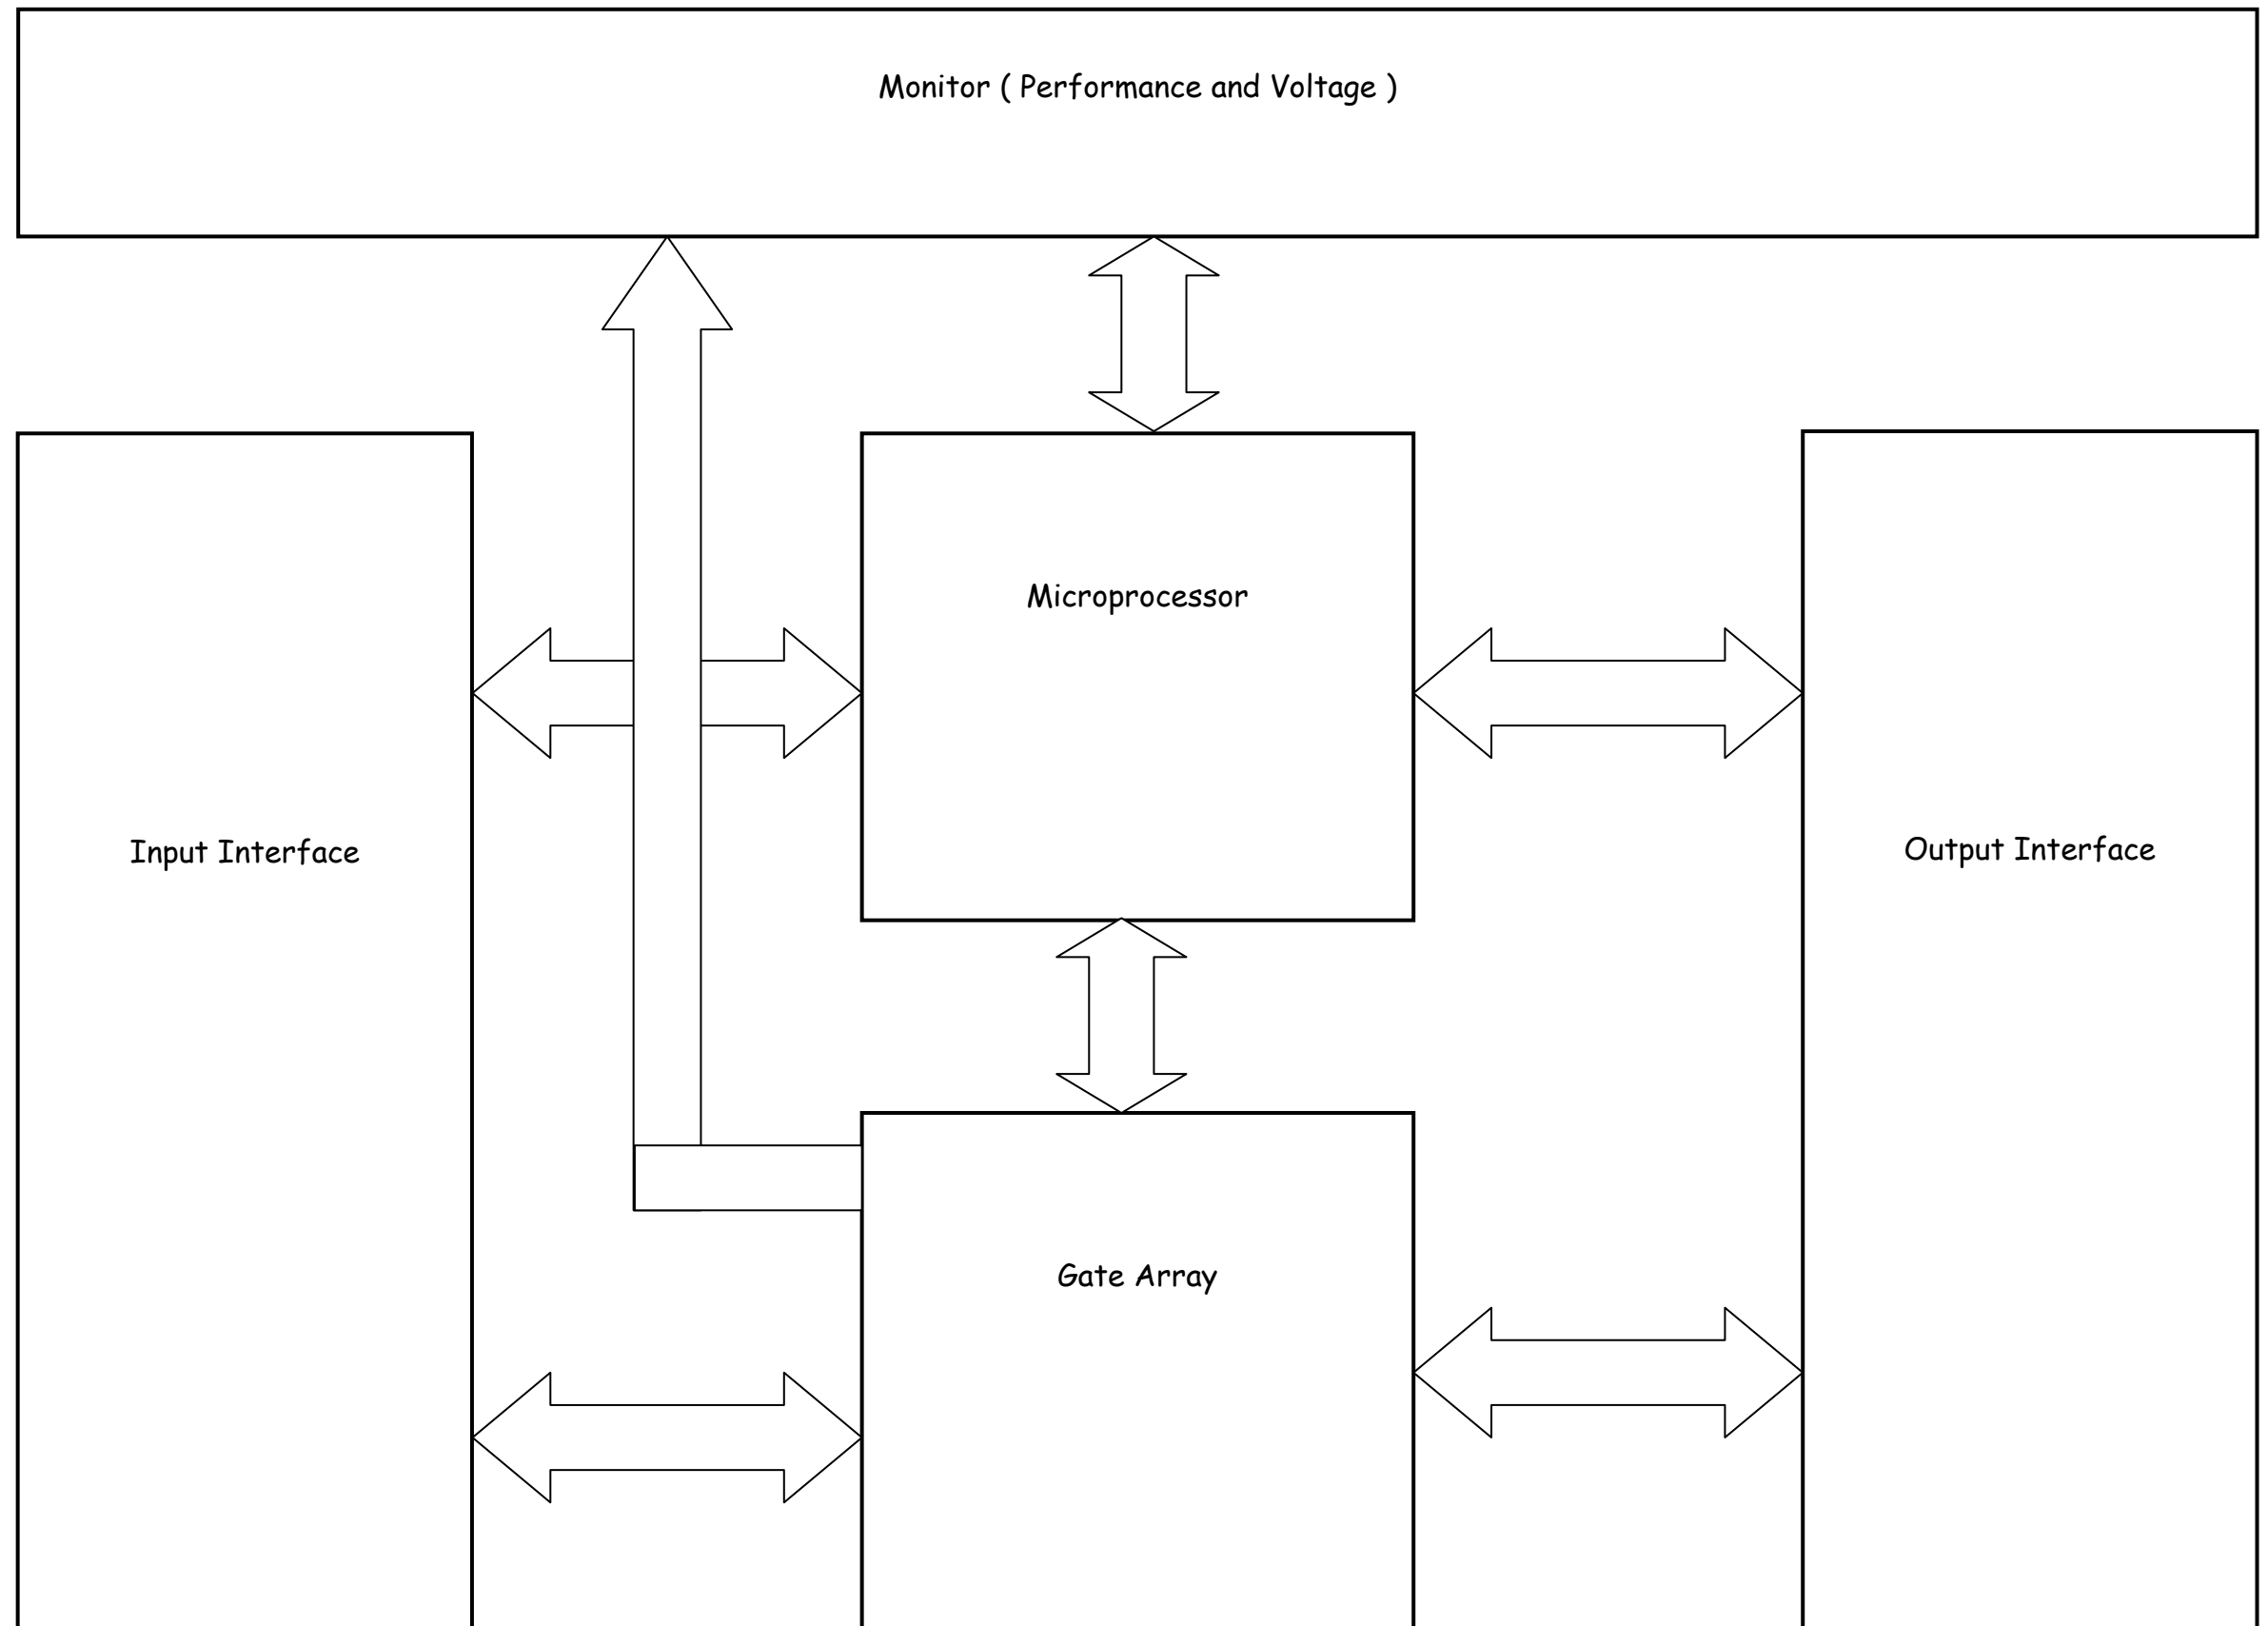 Monitor ( Performance and Voltage )
Microprocessor
Input Interface
Output Interface
Gate Array